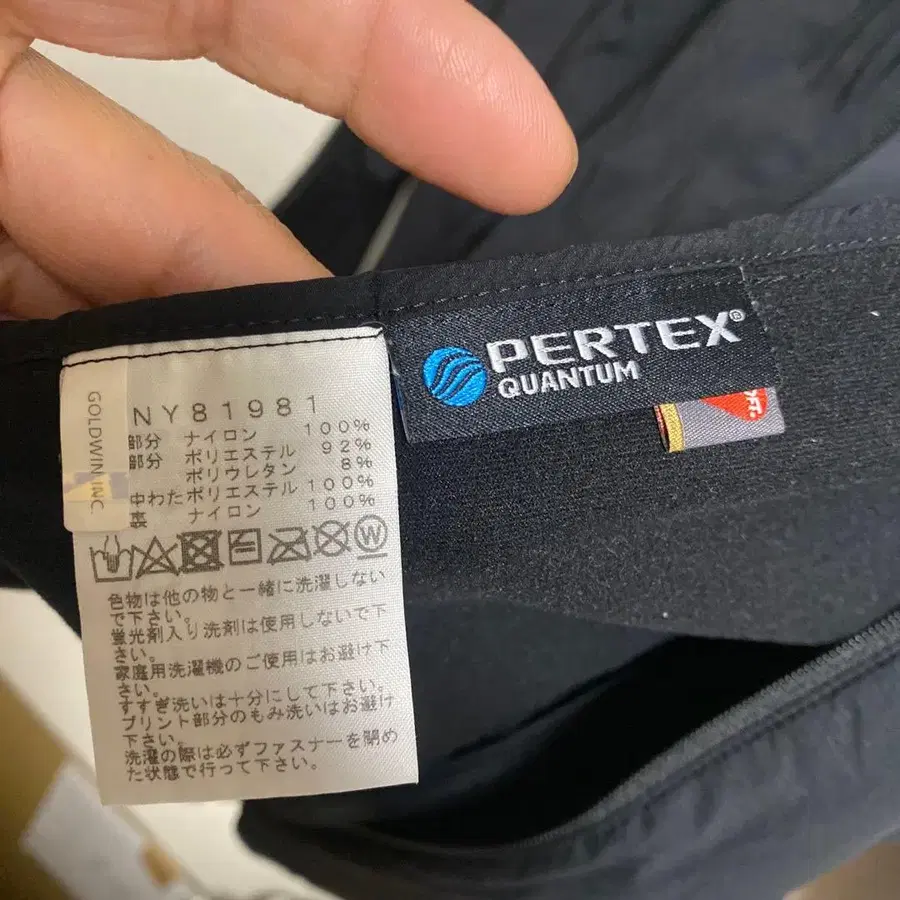 PERTEX®
QUANTUM
FT.
GOLDWIN INC
NY81981
部分 ナイロン 100%
部分 ポリエステル 92%
ポリウレタン 8%
中わた ポリエステル 100%
裏 ナイロン 100%
W
色物は他の物と一緒に洗濯しない
で下さい。
蛍光剤入り洗剤は使用しないで下
さい。
家庭用洗濯機のご使用はお避け下
さい。
すすぎ洗いは十分にして下さい。
プリント部分のもみ洗いはお避け
下さい。
洗濯の際は必ずファスナーを閉め
た状態で行って下さい。